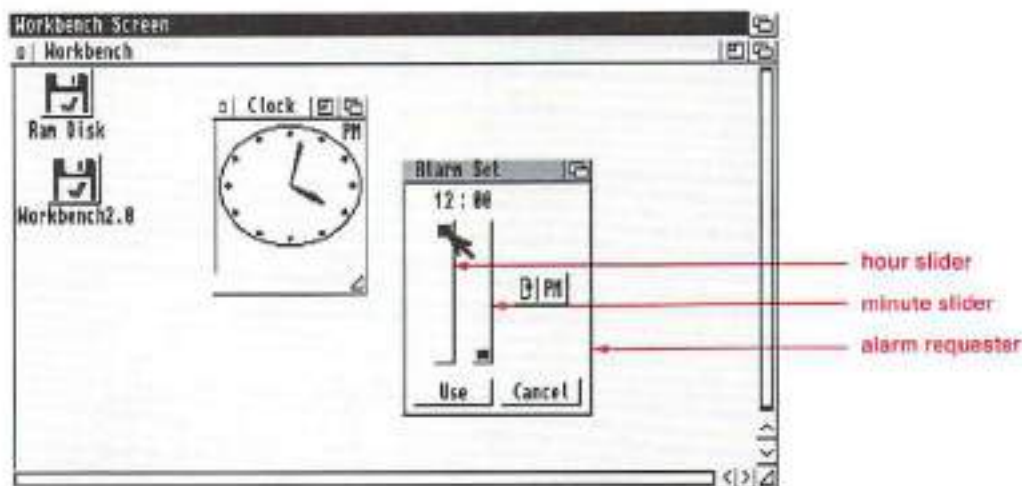 Workbench Screen
Workbench
Ram Disk
Workbench2.0
Clock
PM
Alarm Set
12:00
PM
Use
Cancel
hour slider
minute slider
alarm requester